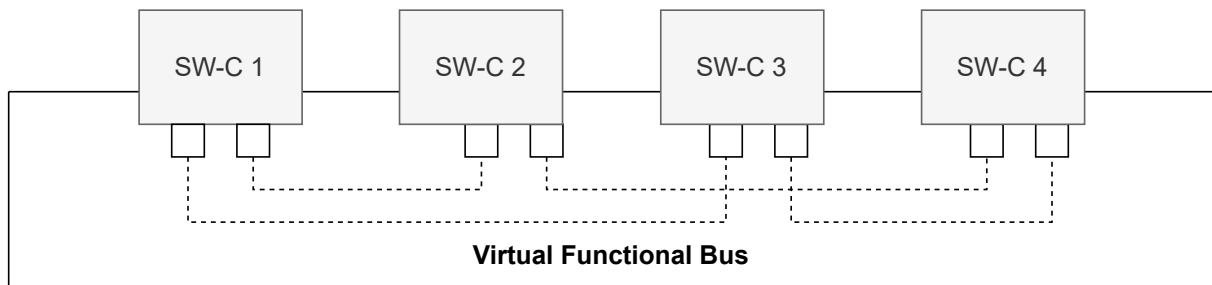 SW-C 1
SW-C 2
SW-C 3
SW-C 4
Virtual Functional Bus